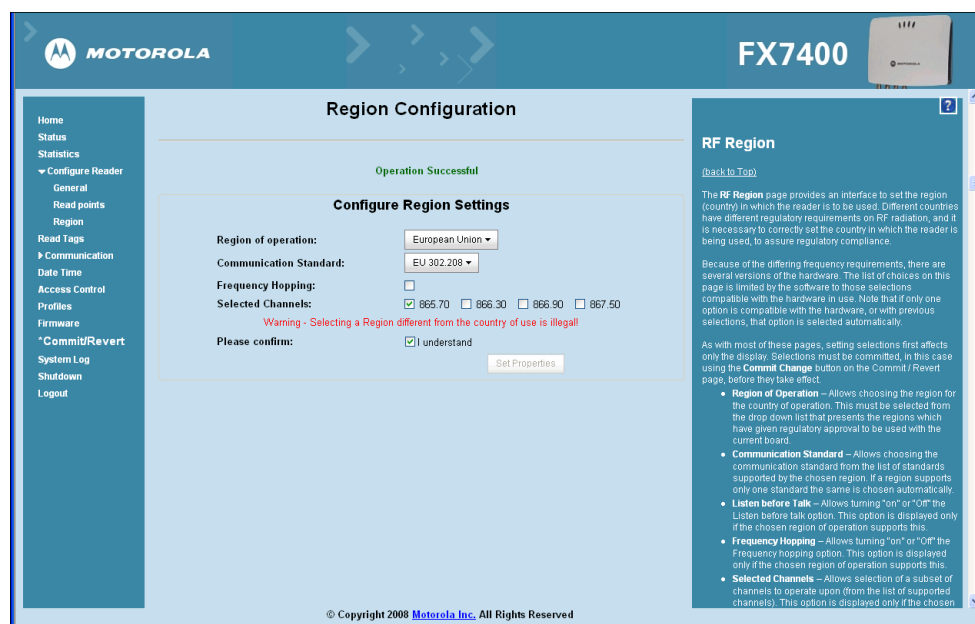 MOTOROLA
FX7400
Home
Status
Statistics
Configure Reader
General
Read points
Region
Read Tags
Communication
Date Time
Access Control
Profiles
Firmware
*Commit/Revert
System Log
Shutdown
Logout
Region Configuration
Operation Successful
Configure Region Settings
Region of operation: European Union
Communication Standard: EU 302.208
Frequency Hopping:
Selected Channels: 865.70 866.30 866.90 867.50
Warning - Selecting a Region different from the country of use is illegal!
Please confirm: I understand
Set Properties
?
RF Region
(back to Top)
The RF Region page provides an interface to set the region
(country) in which the reader is to be used. Different countries
have different regulatory requirements on RF radiation, and it
is necessary to correctly set the country in which the reader is
being used, to assure regulatory compliance.
Because of the differing frequency requirements, there are
several versions of the hardware. The list of choices on this
page is limited by the software to those selections
compatible with the hardware in use. Note that if only one
option is compatible with the hardware, or with previous
selections, that option is selected automatically.
As with most of these pages, setting selections first affects
only the display. Selections must be committed, in this case
using the Commit Change button on the Commit / Revert
page, before they take effect.
• Region of Operation – Allows choosing the region for
the country of operation. This must be selected from
the drop down list that presents the regions which
have given regulatory approval to be used with the
current board.
• Communication Standard – Allows choosing the
communication standard from the list of standards
supported by the chosen region. If a region supports
only one standard the same is chosen automatically.
• Listen before Talk – Allows turning "on" or "Off" the
Listen before talk option. This option is displayed only
if the chosen region of operation supports this.
• Frequency Hopping – Allows turning "on" or "Off" the
Frequency hopping option. This option is displayed
only if the chosen region of operation supports this.
• Selected Channels – Allows selection of a subset of
channels to operate upon (from the list of supported
channels). This option is displayed only if the chosen
© Copyright 2008 Motorola Inc. All Rights Reserved